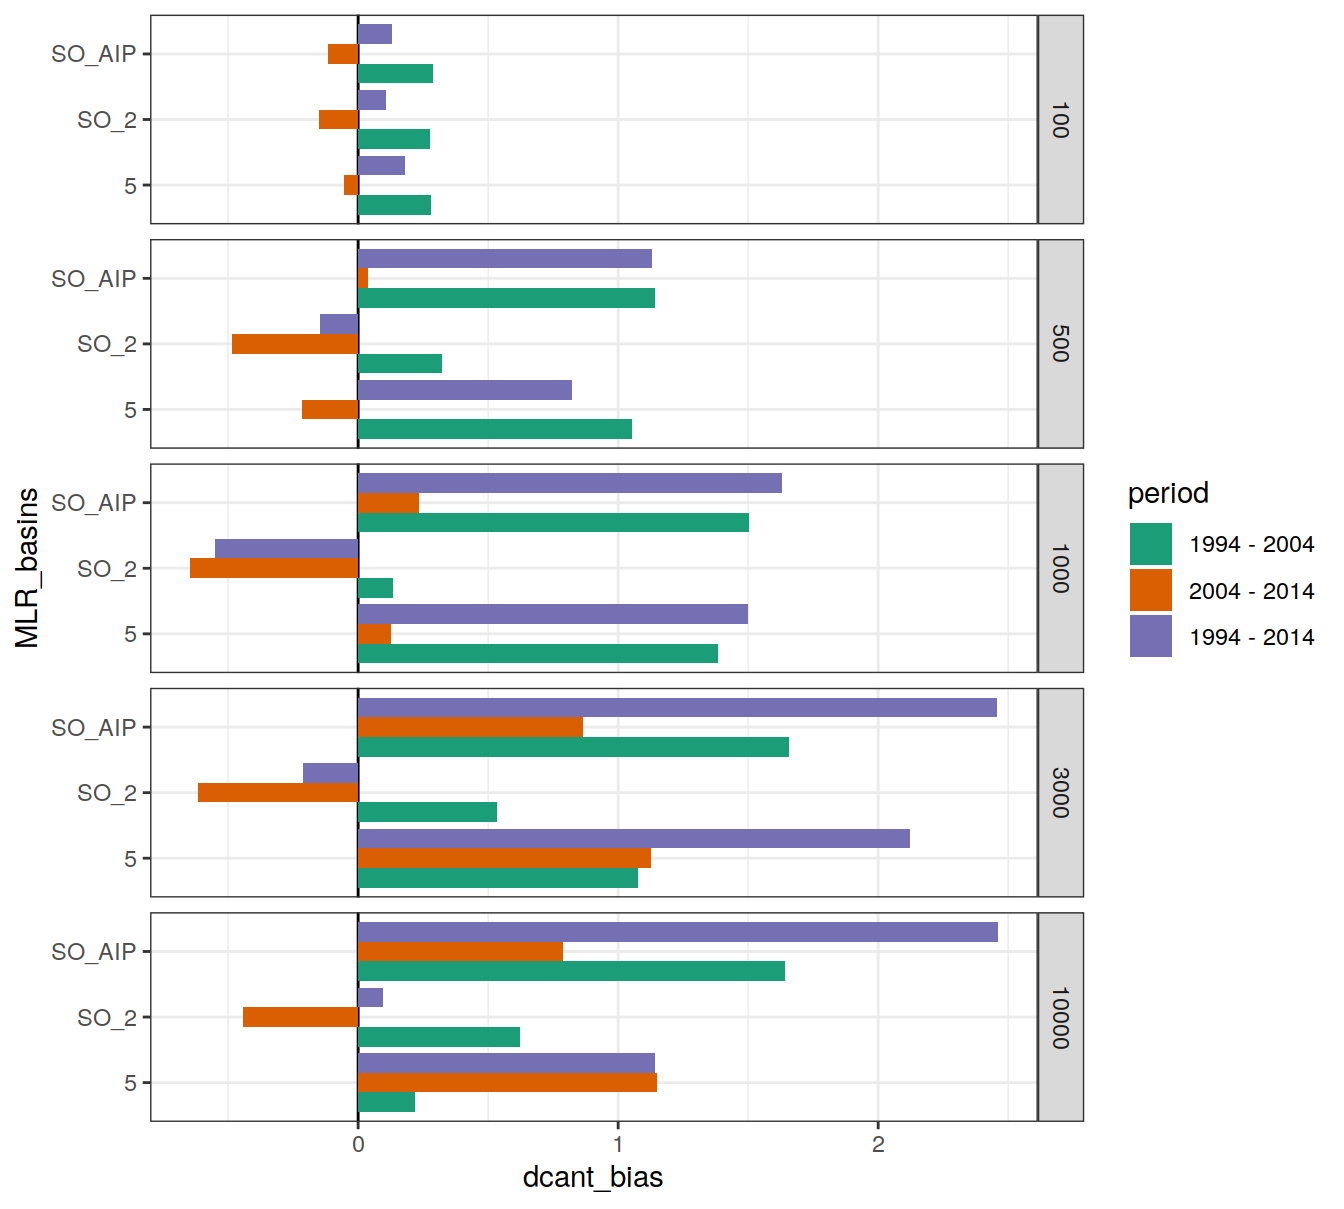 SO_AIP
SO_2
5
100
SO_AIP
SO_2
5
500
SO_AIP
SO_2
5
1000
SO_AIP
SO_2
5
3000
SO_AIP
SO_2
5
10000
0 1 2
dcant_bias
MLR_basins
period
1994 - 2004
2004 - 2014
1994 - 2014